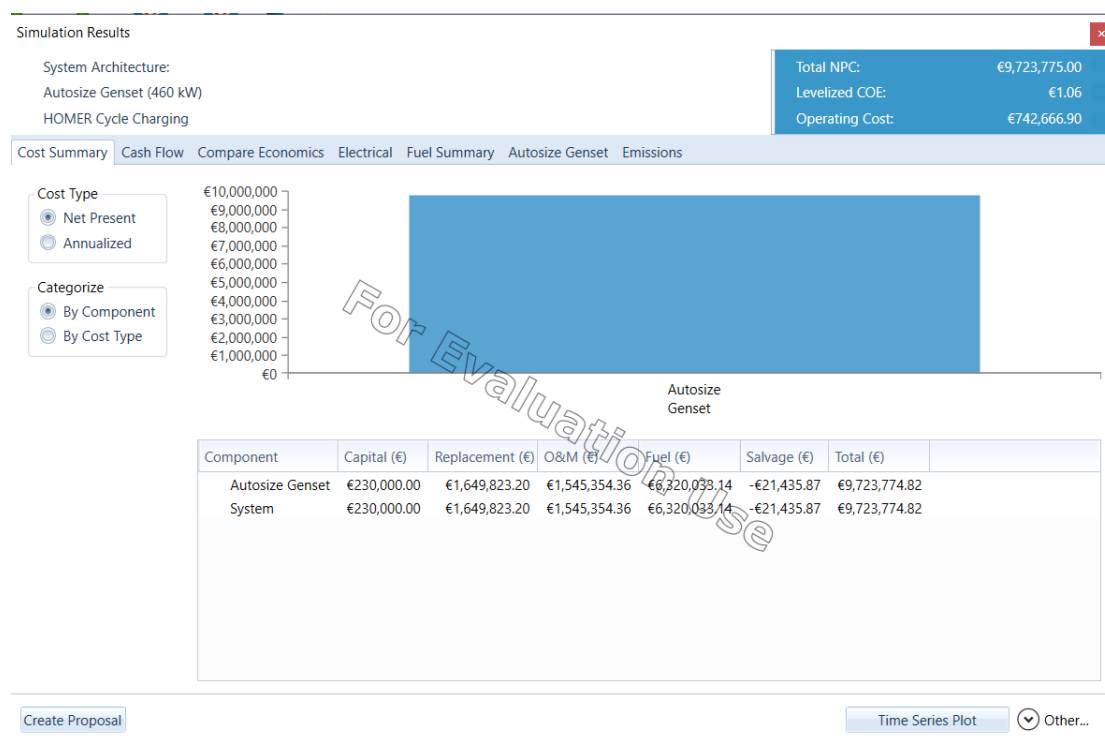 Simulation Results
System Architecture:
Autosize Genset (460 kW)
HOMER Cycle Charging
Total NPC: €9,723,775.00
Levelized COE: €1.06
Operating Cost: €742,666.90
Cost Summary Cash Flow Compare Economics Electrical Fuel Summary Autosize Genset Emissions
Cost Type
Net Present
Annualized
Categorize
By Component
By Cost Type
€10,000,000
€9,000,000
€8,000,000
€7,000,000
€6,000,000
€5,000,000
€4,000,000
€3,000,000
€2,000,000
€1,000,000
€0
Autosize
Genset
For Evaluation Use
Component Capital (€) Replacement (€) O&M (€) Fuel (€) Salvage (€) Total (€)
Autosize Genset €230,000.00 €1,649,823.20 €1,545,354.36 €6,320,033.14 -€21,435.87 €9,723,774.82
System €230,000.00 €1,649,823.20 €1,545,354.36 €6,320,033.14 -€21,435.87 €9,723,774.82
Create Proposal
Time Series Plot
Other...